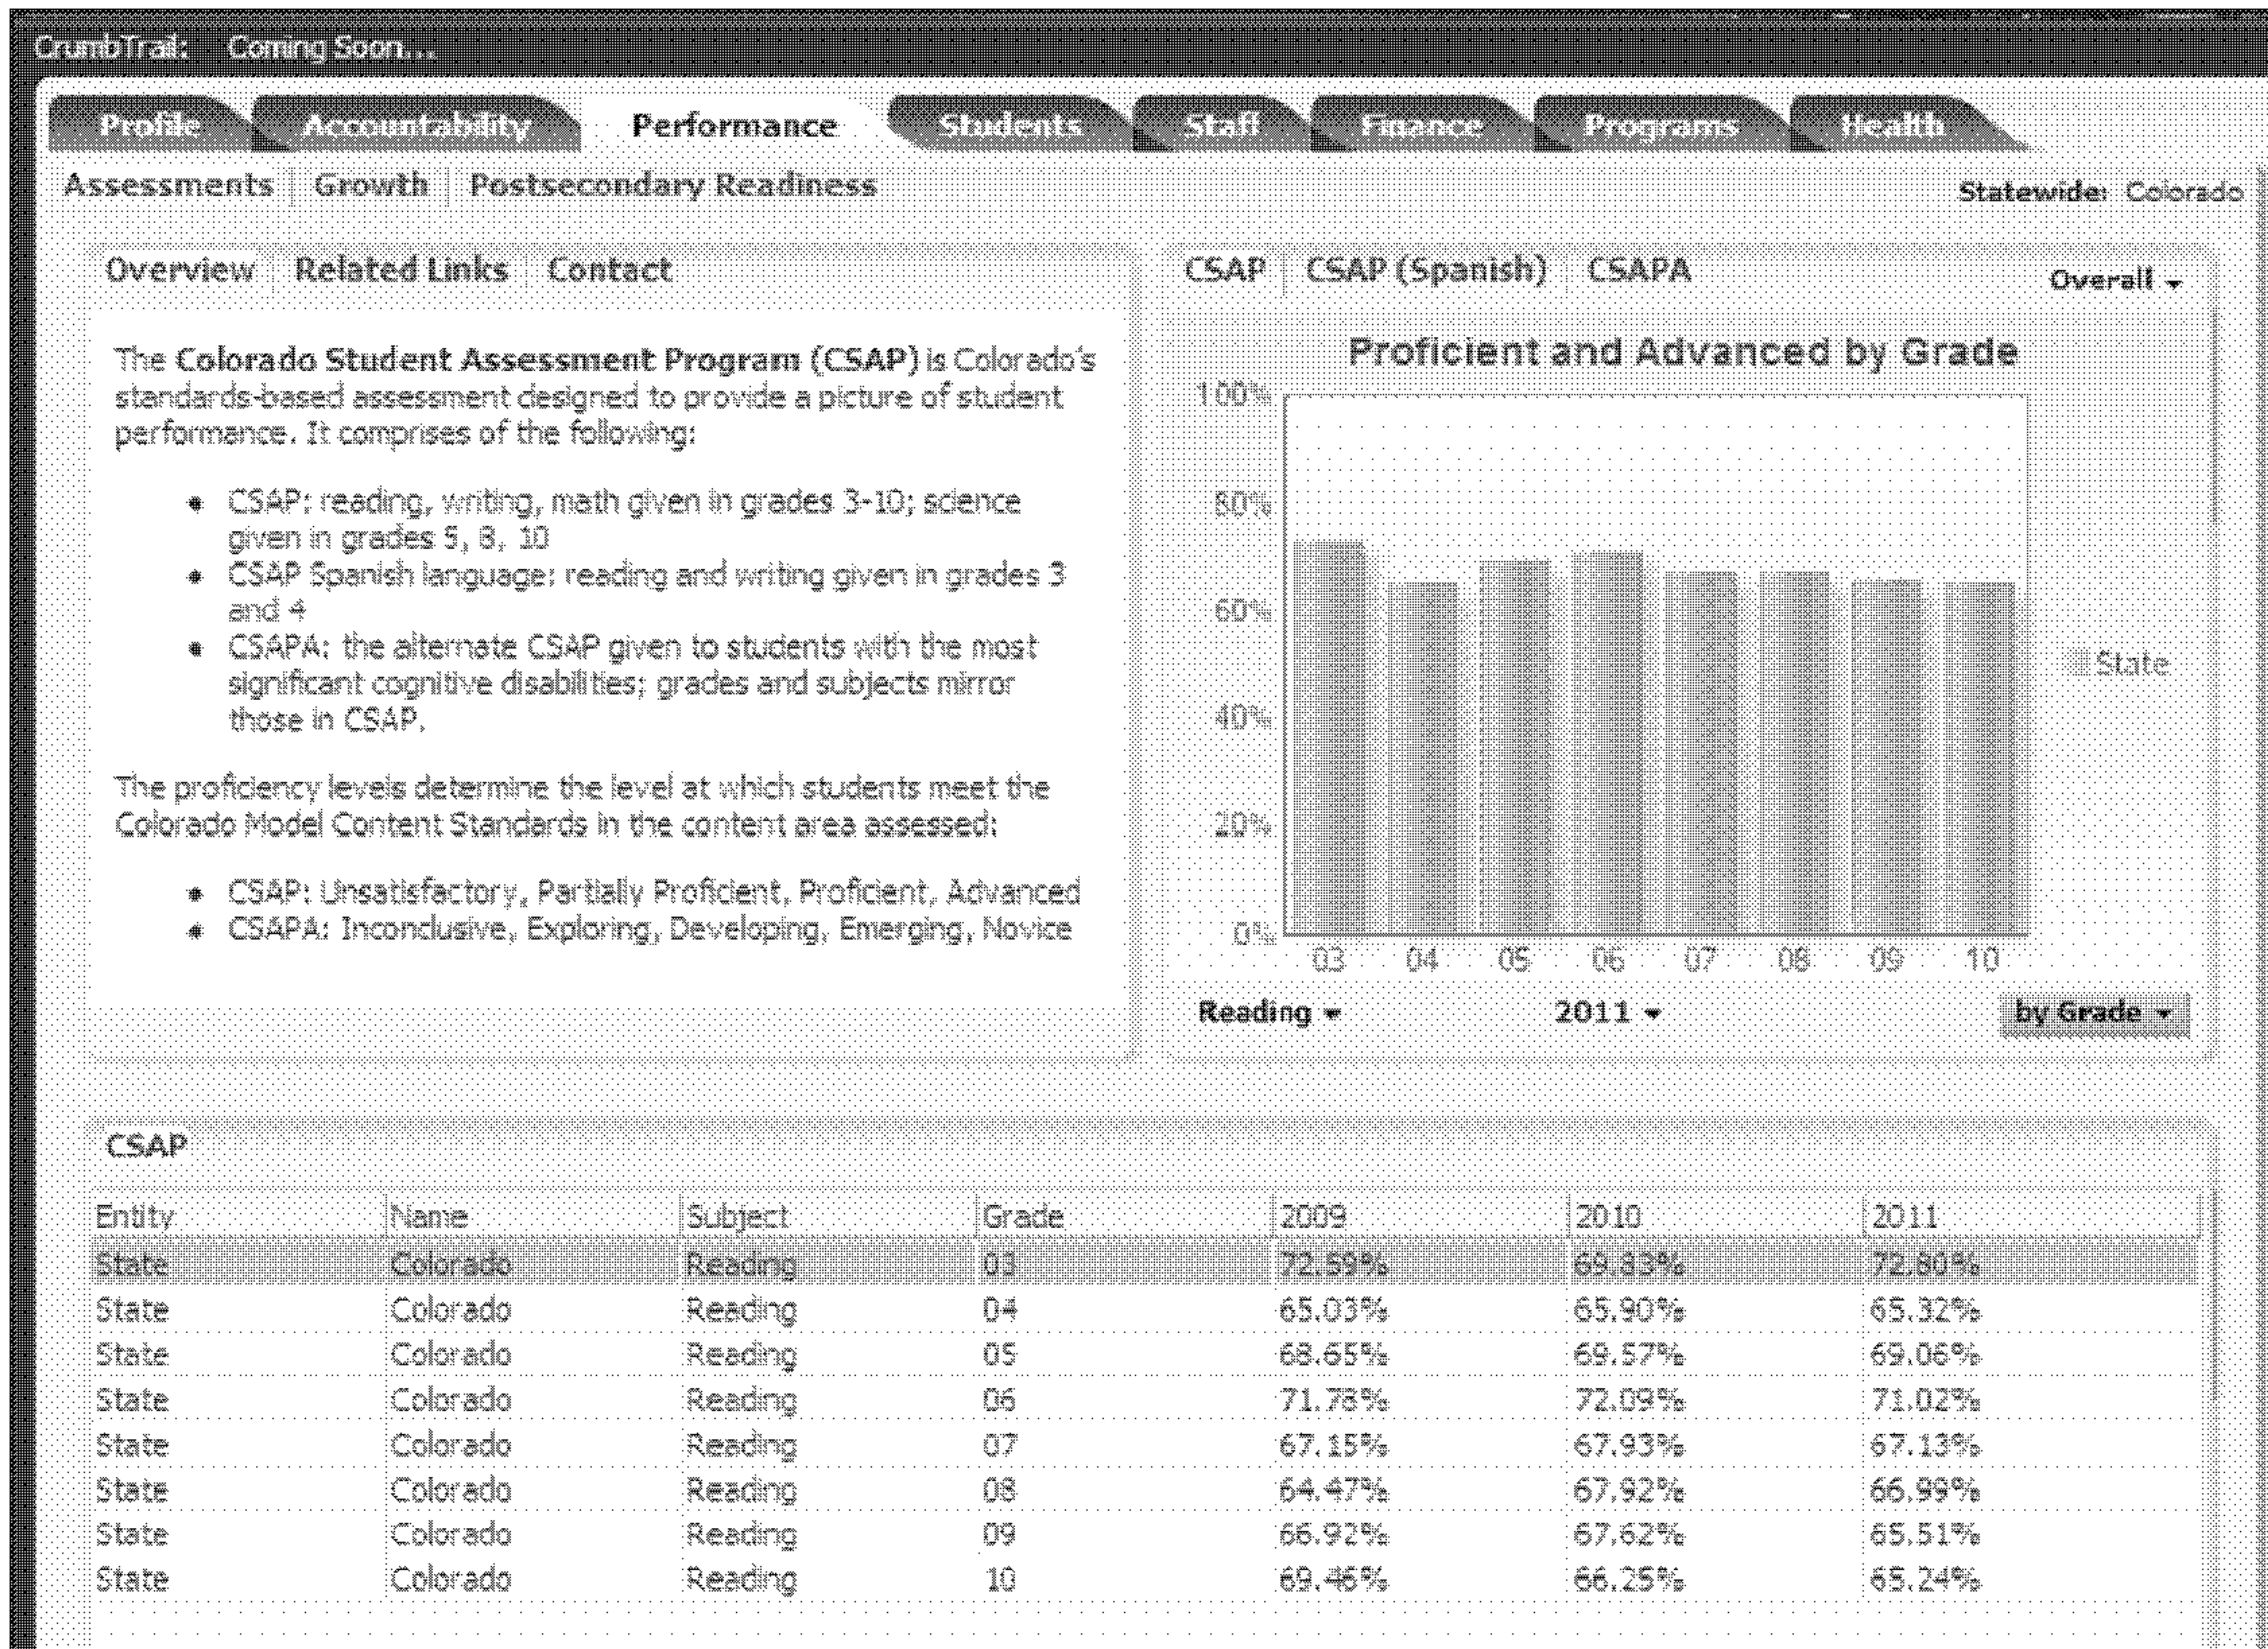 CrumbTrail: Coming Soon...
Profile Accountability Performance Students Staff Finance Programs Health
Assessments Growth Postsecondary Readiness
Statewide: Colorado
Overview Related Links Contact
The Colorado Student Assessment Program (CSAP) is Colorado's
standards-based assessment designed to provide a picture of student
performance. It comprises of the following:
• CSAP: reading, writing, math given in grades 3-10; science
given in grades 5, 8, 10
• CSAP Spanish language: reading and writing given in grades 3
and 4
• CSAPA: the alternate CSAP given to students with the most
significant cognitive disabilities; grades and subjects mirror
those in CSAP.
The proficiency levels determine the level at which students meet the
Colorado Model Content Standards in the content area assessed:
• CSAP: Unsatisfactory, Partially Proficient, Proficient, Advanced
• CSAPA: Inconclusive, Exploring, Developing, Emerging, Novice
CSAP CSAP (Spanish) CSAPA
Overall
Proficient and Advanced by Grade
100%
80%
60%
40%
20%
0%
03 04 05 06 07 08 09 10
State
Reading 2011 by Grade
CSAP
Entity Name Subject Grade 2009 2010 2011
State Colorado Reading 03 72.59% 69.83% 72.80%
State Colorado Reading 04 65.03% 65.90% 65.32%
State Colorado Reading 05 68.65% 69.57% 69.06%
State Colorado Reading 06 71.78% 72.09% 71.02%
State Colorado Reading 07 67.15% 67.93% 67.13%
State Colorado Reading 08 64.47% 67.92% 66.99%
State Colorado Reading 09 66.92% 67.62% 65.51%
State Colorado Reading 10 69.46% 66.25% 65.24%